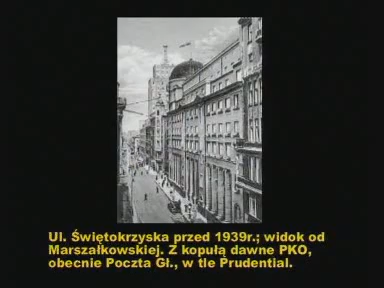 Ul. Świętokrzyska przed 1939r.; widok od
Marszałkowskiej. Z kopułą dawne PKO,
obecnie Poczta Gł., w tle Prudential.